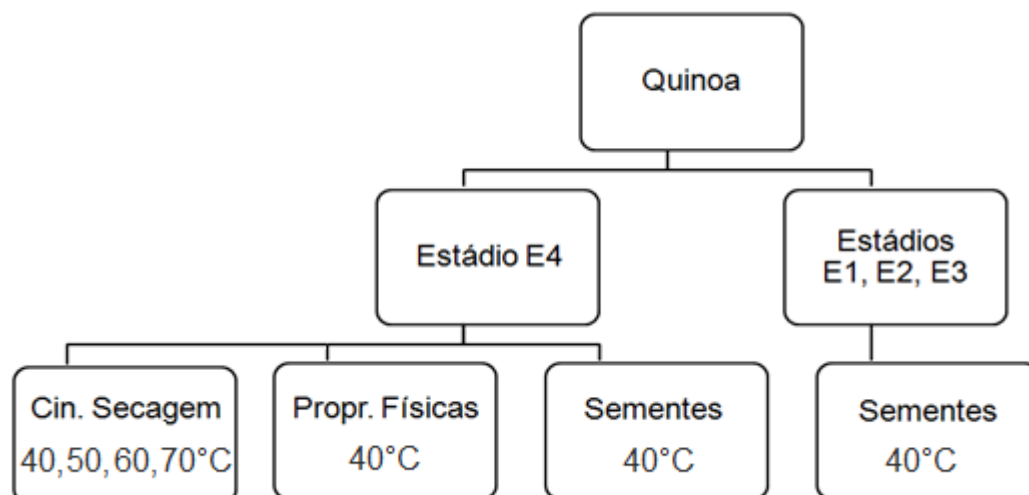 Quinoa
Estádio E4
Estádios
E1, E2, E3
Cin. Secagem
40,50,60,70°C
Propr. Físicas
40°C
Sementes
40°C
Sementes
40°C